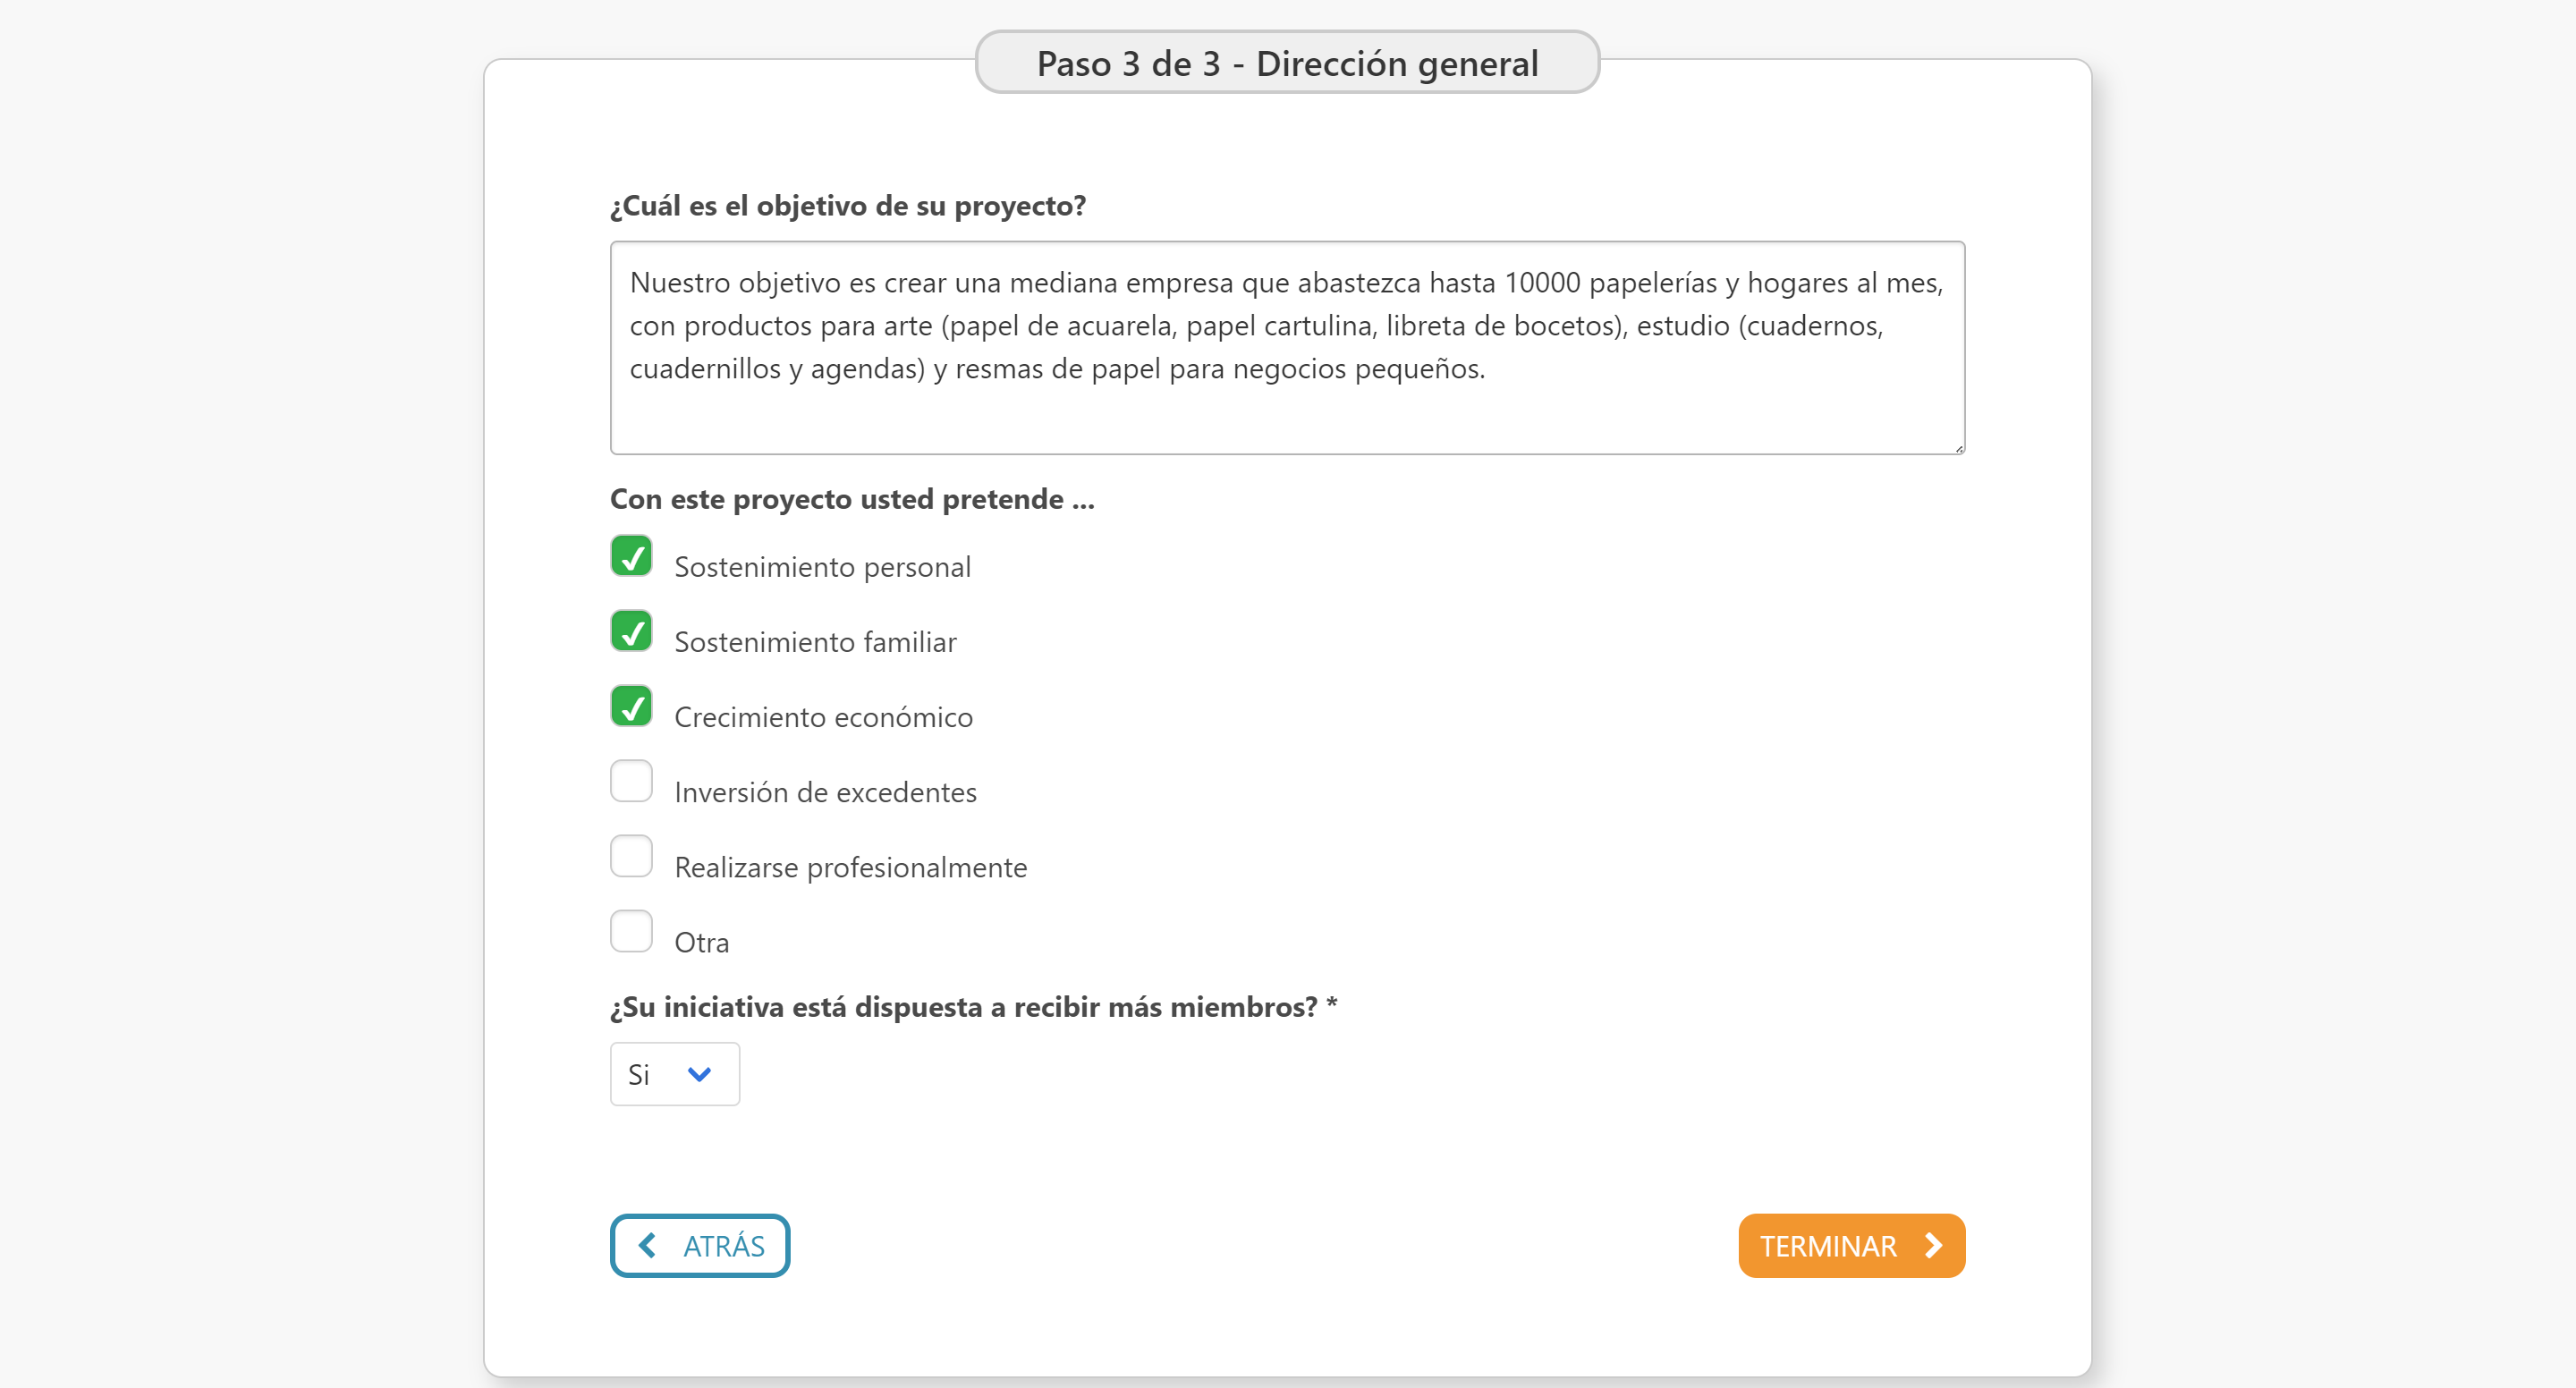 Paso 3 de 3 - Dirección general
¿Cuál es el objetivo de su proyecto?
Nuestro objetivo es crear una mediana empresa que abastezca hasta 10000 papelerías y hogares al mes,
con productos para arte (papel de acuarela, papel cartulina, libreta de bocetos), estudio (cuadernos,
cuadernillos y agendas) y resmas de papel para negocios pequeños.
Con este proyecto usted pretende ...
Sostenimiento personal
Sostenimiento familiar
Crecimiento económico
Inversión de excedentes
Realizarse profesionalmente
Otra
¿Su iniciativa está dispuesta a recibir más miembros? *
Si
ATRÁS
TERMINAR